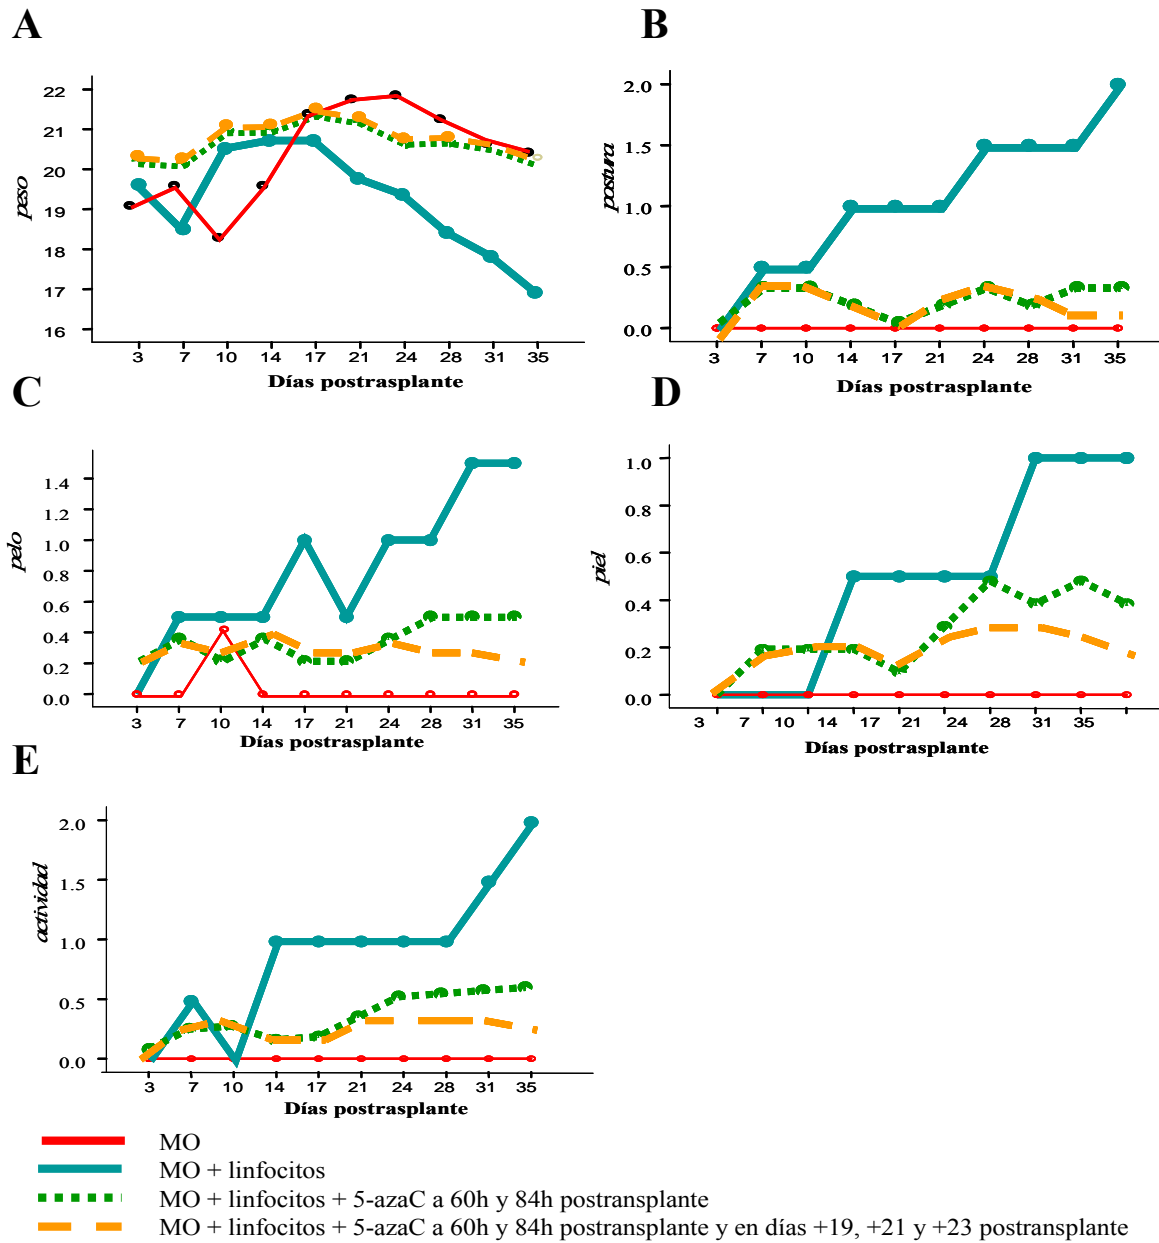 A
peso
22
21
20
19
18
17
16
3 7 10 14 17 21 24 28 31 35
Días postrasplante
B
postura
2.0
1.5
1.0
0.5
0.0
3 7 10 14 17 21 24 28 31 35
Días postrasplante
C
pelo
1.4
1.2
1.0
0.8
0.6
0.4
0.2
0.0
3 7 10 14 17 21 24 28 31 35
Días postrasplante
D
piel
1.0
0.8
0.6
0.4
0.2
0.0
3 7 10 14 17 21 24 28 31 35
Días postrasplante
E
actividad
2.0
1.5
1.0
0.5
0.0
3 7 10 14 17 21 24 28 31 35
Días postrasplante
MO
MO + linfocitos
MO + linfocitos + 5-azaC a 60h y 84h postransplante
MO + linfocitos + 5-azaC a 60h y 84h postransplante y en días +19, +21 y +23 postransplante